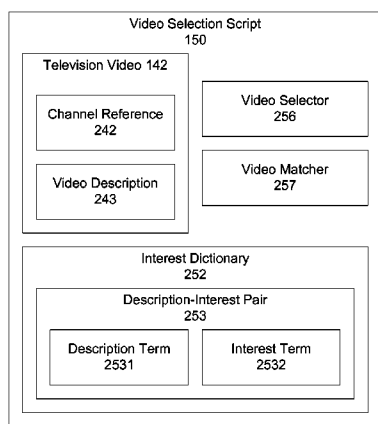 Video Selection Script
150
Television Video 142
Channel Reference
242
Video Description
243
Video Selector
256
Video Matcher
257
Interest Dictionary
252
Description-Interest Pair
253
Description Term
2531
Interest Term
2532